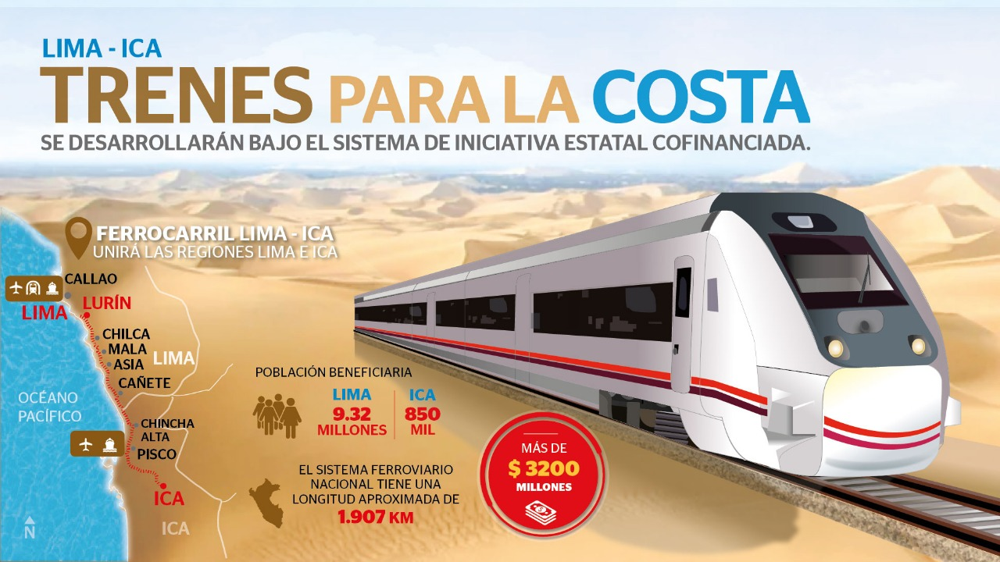 LIMA - ICA
TRENES PARA LA COSTA
SE DESARROLLARÁN BAJO EL SISTEMA DE INICIATIVA ESTATAL COFINANCIADA.
FERROCARRIL LIMA - ICA
UNIRÁ LAS REGIONES LIMA E ICA
CALLAO
LIMA
LURÍN
CHILCA
MALA
ASIA
LIMA
CAÑETE
OCÉANO
PACÍFICO
CHINCHA
ALTA
PISCO
ICA
ICA
N
POBLACIÓN BENEFICIARIA
LIMA
9.32
MILLONES
ICA
850
MIL
EL SISTEMA FERROVIARIO
NACIONAL TIENE UNA
LONGITUD APROXIMADA DE
1.907 KM
MÁS DE
$ 3200
MILLONES